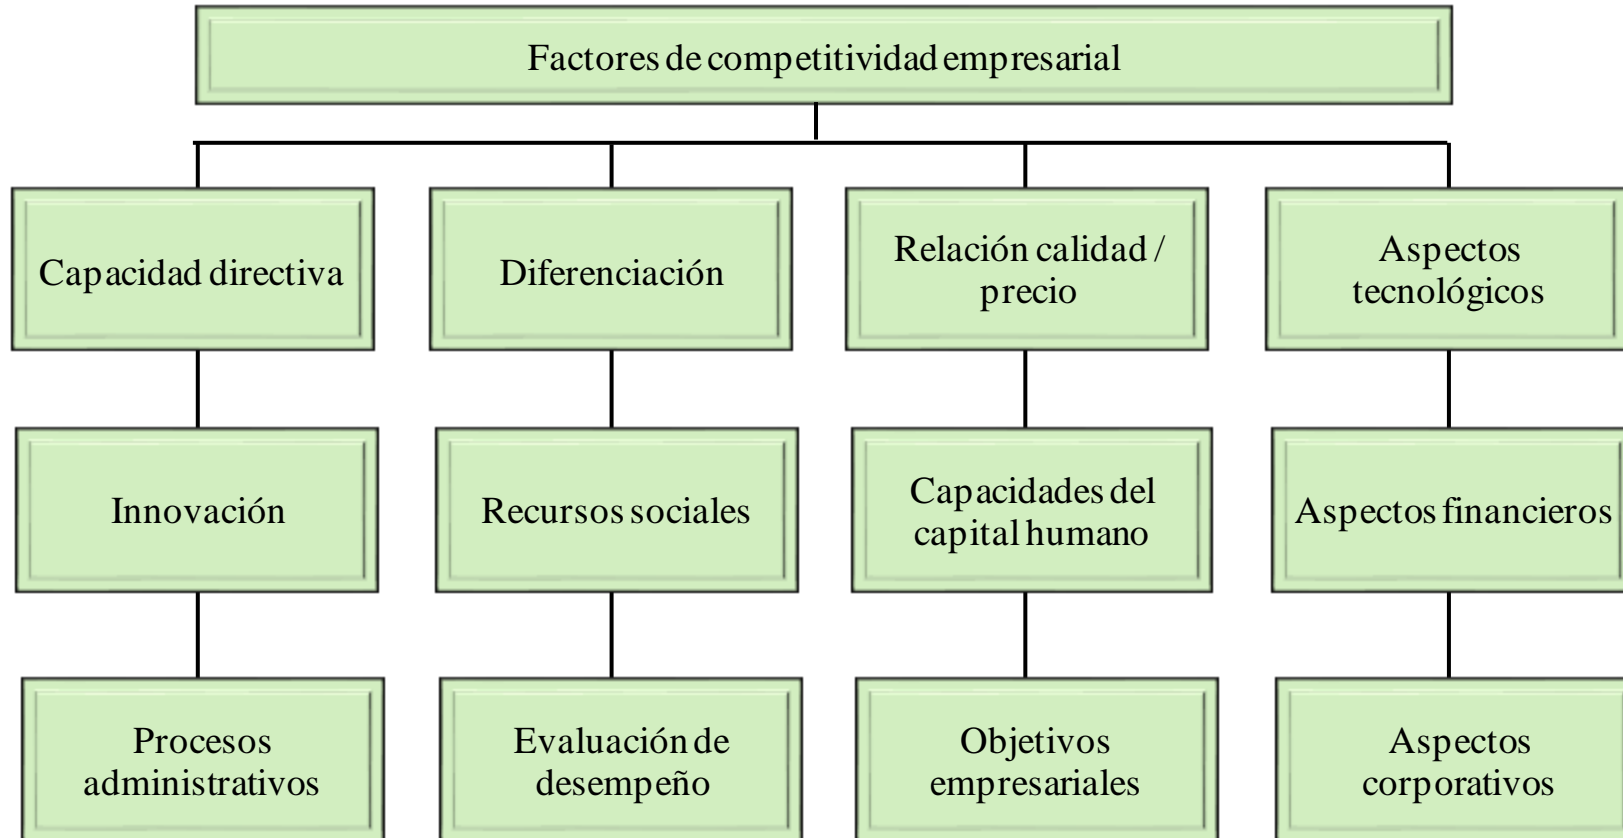 Factores de competitividad empresarial
Capacidad directiva
Diferenciación
Relación calidad /
precio
Aspectos
tecnológicos
Innovación
Recursos sociales
Capacidades del
capital humano
Aspectos financieros
Procesos
administrativos
Evaluación de
desempeño
Objetivos
empresariales
Aspectos
corporativos